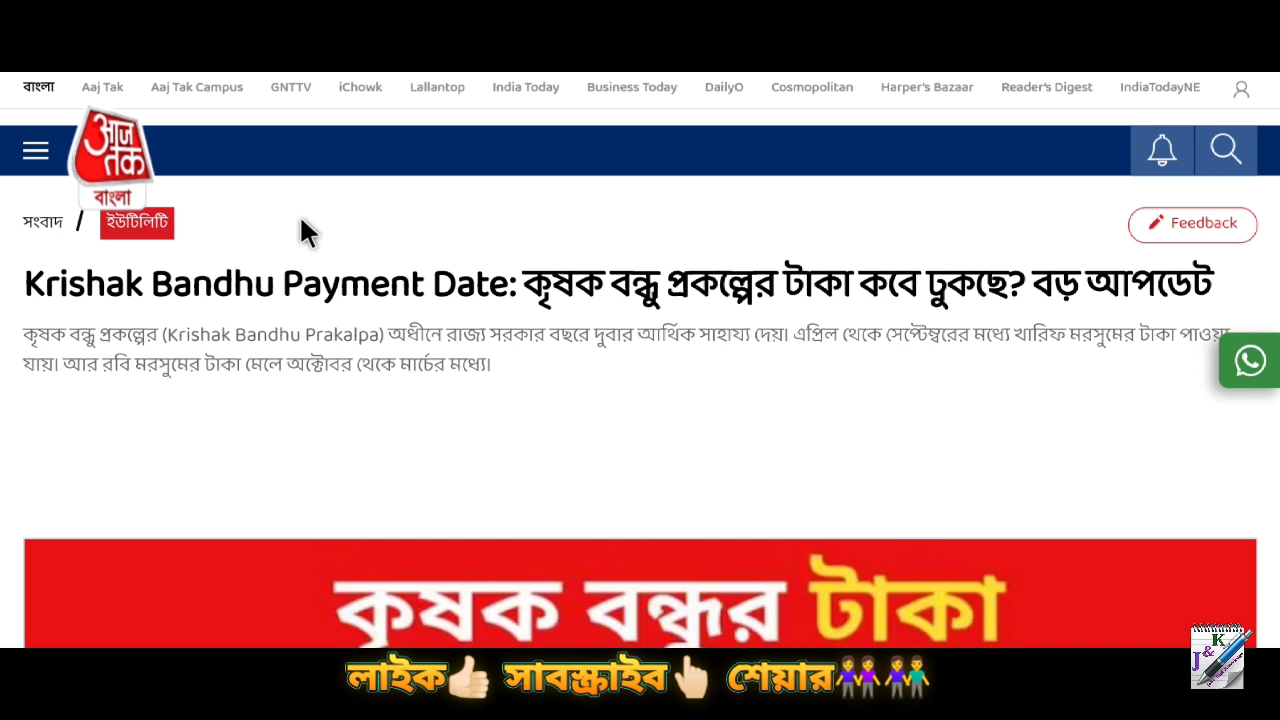 বাংলা Aaj Tak Aaj Tak Campus GNTTV iChowk Lallantop India Today Business Today DailyO Cosmopolitan Harper's Bazaar Reader's Digest IndiaTodayNE
आज
तक
বাংলা
সংবাদ / ইউটিলিটি Feedback
Krishak Bandhu Payment Date: কৃষক বন্ধু প্রকল্পের টাকা কবে ঢুকছে? বড় আপডেট
কৃষক বন্ধু প্রকল্পের (Krishak Bandhu Prakalpa) অধীনে রাজ্য সরকার বছরে দুবার আর্থিক সাহায্য দেয়। এপ্রিল থেকে সেপ্টেম্বরের মধ্যে খারিফ মরসুমের টাকা পাওয়া
যায়। আর রবি মরসুমের টাকা মেলে অক্টোবর থেকে মার্চের মধ্যে।
কৃষক বন্ধুর টাকা
J&K
লাইক👍🏻 সাবস্ক্রাইব👆🏻 শেয়ার👭👫